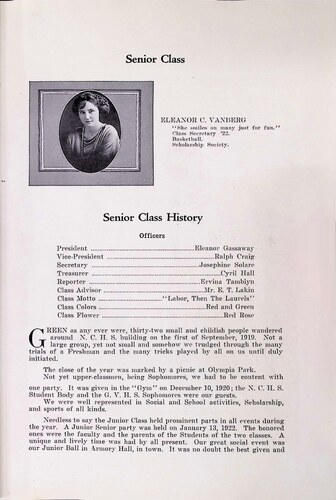 Senior Class
ELEANOR C. VANBERG
"She smiles on many just for fun."
Class Secretary '22.
Basketball.
Scholarship Society.
Senior Class History
Officers
President ........ Eleanor Gassaway
Vice-President ........ Ralph Craig
Secretary ........ Josephine Solare
Treasurer ........ Cyril Hall
Reporter ........ Ervina Tamblyn
Class Advisor ........ Mr. E. T. Lakin
Class Motto ........ "Labor, Then The Laurels"
Class Colors ........ Red and Green
Class Flower ........ Red Rose
GREEN as any ever were, thirty-two small and childish people wandered
around N. C. H. S. building on the first of September, 1919. Not a
large group, yet not small and somehow we trudged through the many
trials of a Freshman and the many tricks played by all on us until duly
initiated.
The close of the year was marked by a picnic at Olympia Park.
Not yet upper-classmen, being Sophomores, we had to be content with
one party. It was given in the "Gym" on December 10, 1920; the N. C. H. S.
Student Body and the G. V. H. S. Sophomores were our guests.
We were well represented in Social and School activities, Scholarship,
and sports of all kinds.
Needless to say the Junior Class held prominent parts in all events during
the year. A Junior Senior party was held on January 13, 1922. The honored
ones were the faculty and the parents of the Students of the two classes. A
unique and lively time was had by all present. Our great social event was
our Junior Ball in Armory Hall, in town. It was no doubt the best given and